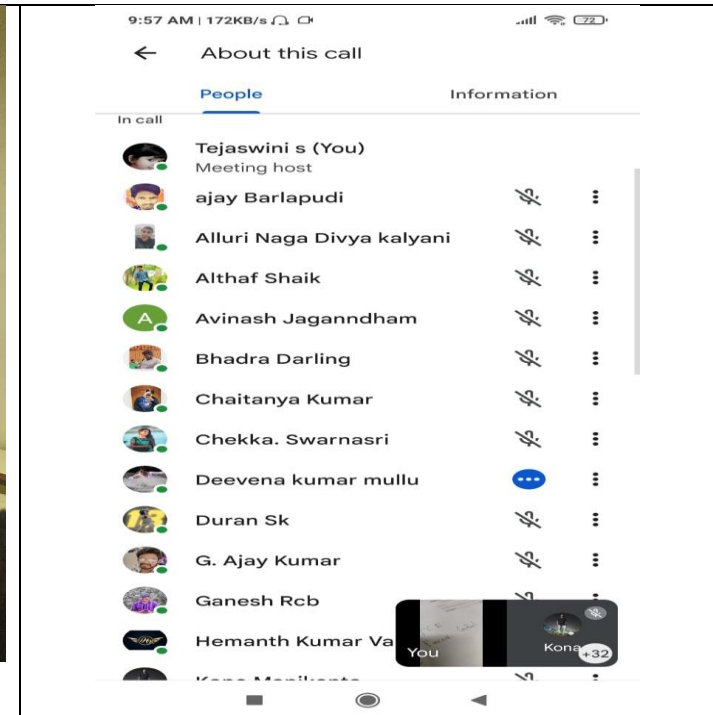 9:57 AM | 172KB/s
72
About this call
People
Information
In call
Tejaswini s (You)
Meeting host
ajay Barlapudi
Alluri Naga Divya kalyani
Althaf Shaik
A
Avinash Jaganndham
Bhadra Darling
Chaitanya Kumar
Chekka. Swarnasri
Deevena kumar mullu
Duran Sk
G. Ajay Kumar
Ganesh Rcb
Hemanth Kumar Va
You
Kona
+32
Kona Manikanta